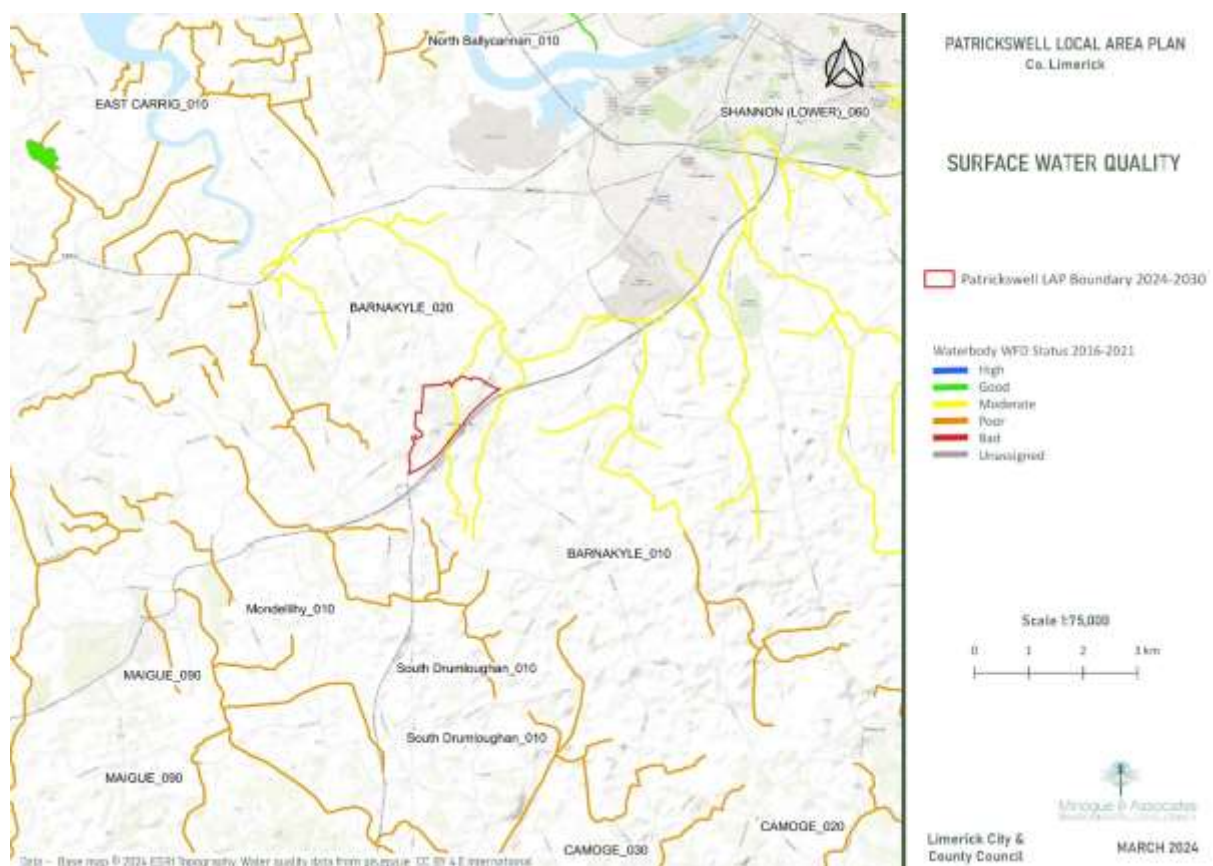 North Ballycannan_010
EAST CARRIG_010
SHANNON (LOWER)_060
BARNAKYLE_020
BARNAKYLE_010
Mondellihy_010
South Drumloughan_010
MAIGUE_090
South Drumloughan_010
MAIGUE_090
CAMOGE_020
CAMOGE_030
PATRICKSWELL LOCAL AREA PLAN
Co. Limerick
SURFACE WATER QUALITY
Patrickswell LAP Boundary 2024-2030
Waterbody WFD Status 2016-2021
High
Good
Moderate
Poor
Bad
Unassigned
Scale 1:75,000
0 1 2 3 km
Minogue & Associates
Limerick City &
County Council
MARCH 2024